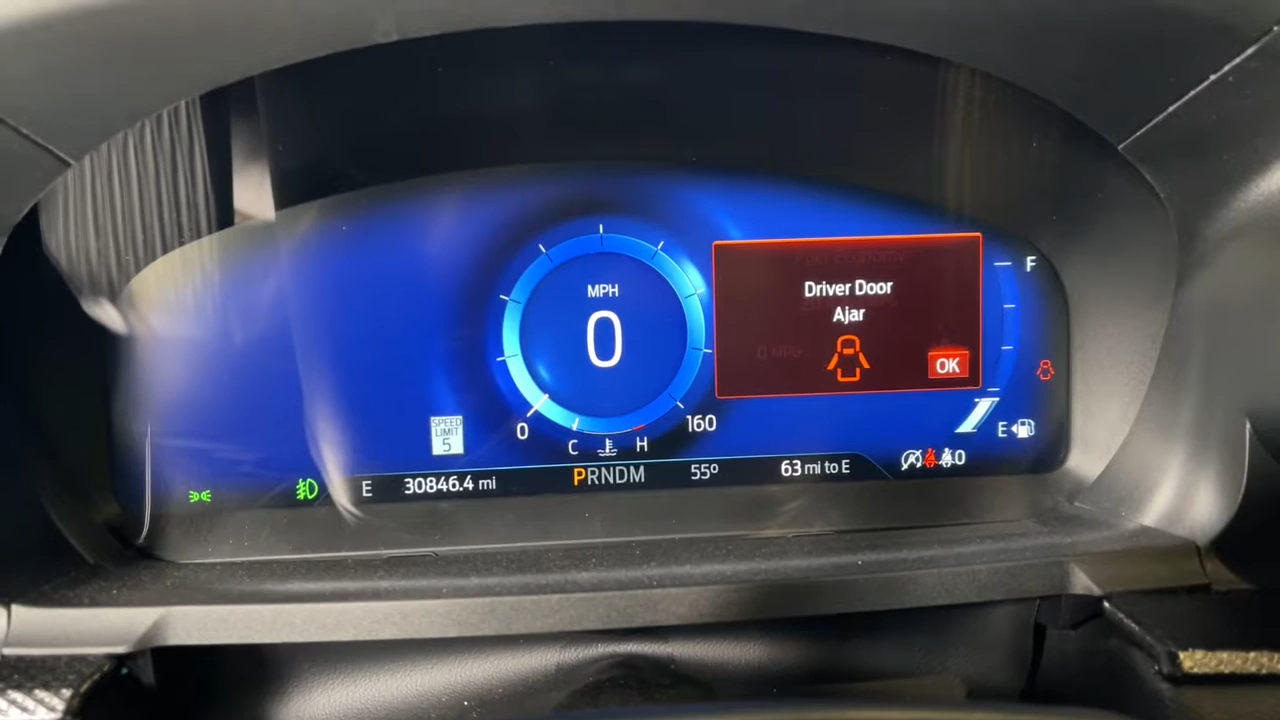 F
Driver Door
Ajar
OK
MPH
0
0
160
C
H
SPEED
LIMIT
5
E
E 30846.4 mi PRNDM 55º 63 mi to E 0